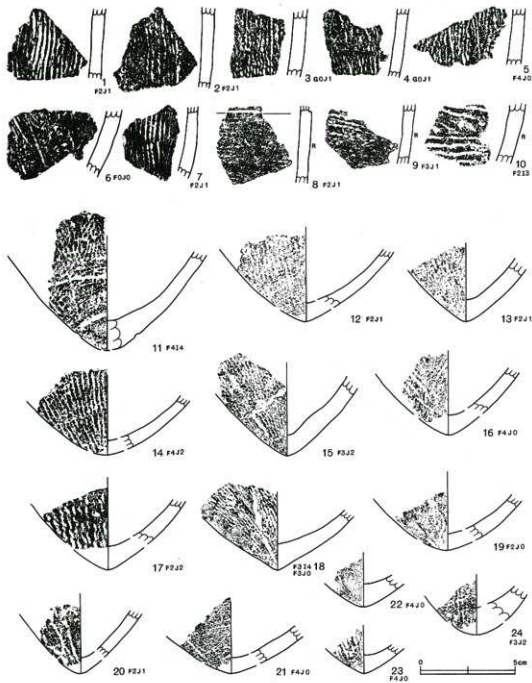 1 F2J1
2 F2J1
3 G0J1
4 G0J1
5 F4J0
6 F0J0
7 F2J1
8 F2J1
R
9 F3J1
R
10 F2I3
R
11 F4I4
12 F2J1
13 F2J1
14 F4J2
15 F3J2
16 F4J0
17 F2J2
F3I4 18
F3J0
19 F2J0
20 F2J1
21 F4J0
22 F4J0
23 F4J0
24 F3J2
0 5cm